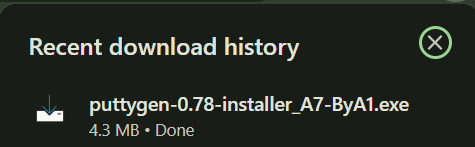 Recent download history
puttygen-0.78-installer_A7-ByA1.exe
4.3 MB • Done